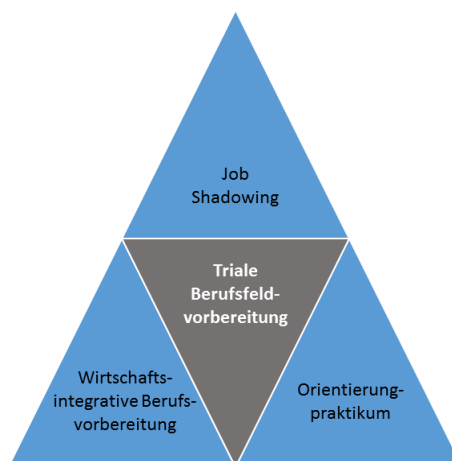 Job
Shadowing
Triale
Berufsfeld-
vorbereitung
Wirtschafts-
integrative Berufs-
vorbereitung
Orientierung-
praktikum